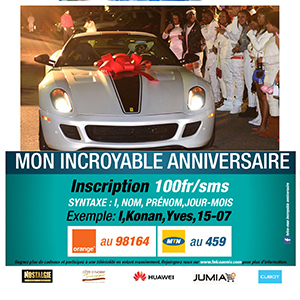 MON INCROYABLE ANNIVERSAIRE
Inscription 100fr/sms
SYNTAXE : I, NOM, PRÉNOM,JOUR-MOIS
Exemple: I,Konan,Yves,15-07
orange au 98164 MTN au 459
NOSTALGIE HUAWEI JUMIA CUBOT